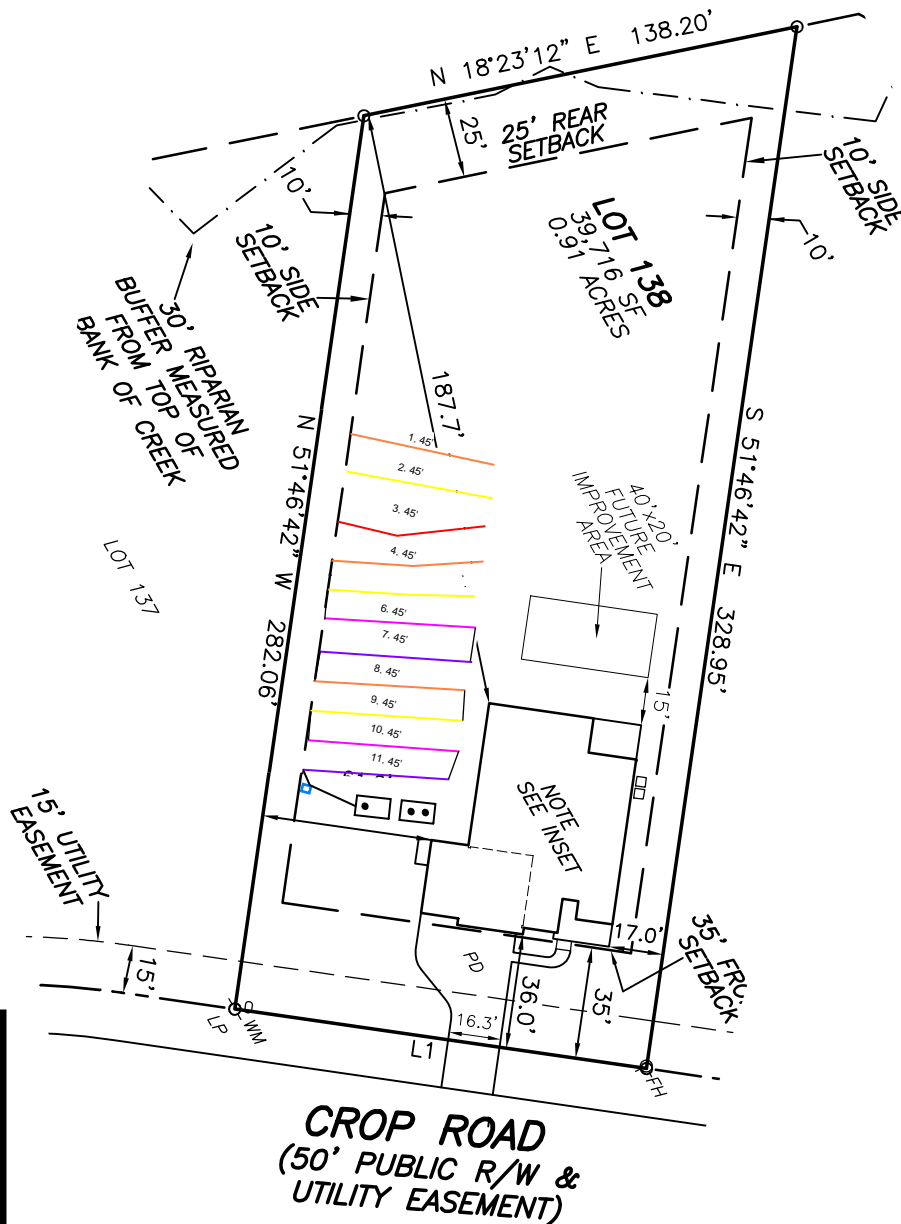 N 18°23'12" E 138.20'
25'
25' REAR
SETBACK
10' SIDE
SETBACK
10'
10'
10' SIDE
SETBACK
LOT 138
39,716 SF
0.91 ACRES
30' RIPARIAN
BUFFER MEASURED
FROM TOP OF
BANK OF CREEK
187.7'
N 51°46'42" W 282.06'
S 51°46'42" E 328.95'
1. 45'
2. 45'
3. 45'
4. 45'
6. 45'
7. 45'
8. 45'
9. 45'
10. 45'
11. 45'
40'x20'
FUTURE
IMPROVEMENT
AREA
LOT 137
15'
NOTE
SEE INSET
15' UTILITY
EASEMENT
15'
17.0'
35'
SETBACK
PD
36.0'
35'
16.3'
LP
WM
L1
FH
CROP ROAD
(50' PUBLIC R/W &
UTILITY EASEMENT)